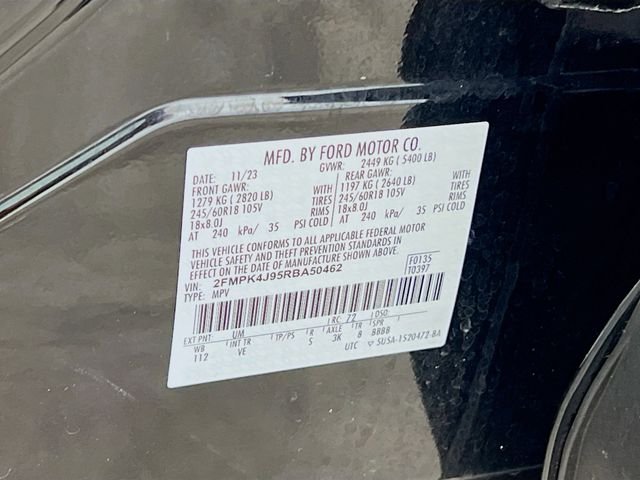 MFD. BY FORD MOTOR CO.
DATE: 11/23 GVWR: 2449 KG ( 5400 LB)
FRONT GAWR: WITH REAR GAWR: WITH
1279 KG ( 2820 LB) TIRES 1197 KG ( 2640 LB) TIRES
245/60R18 105V RIMS 245/60R18 105V RIMS
18x8.0J 18x8.0J
AT 240 kPa/ 35 PSI COLD AT 240 kPa/ 35 PSI COLD
THIS VEHICLE CONFORMS TO ALL APPLICABLE FEDERAL MOTOR
VEHICLE SAFETY AND THEFT PREVENTION STANDARDS IN
EFFECT ON THE DATE OF MANUFACTURE SHOWN ABOVE.
VIN: 2FMPK4J95RBA50462 F0135
TYPE: MPV T0397
EXT PNT: UM RC: 72 DSO:
WB INT TR TP/PS R AXLE TR SPR
112 VE 5 3K 8 BBBB
UTC ▽ SUSA-1520472-BA